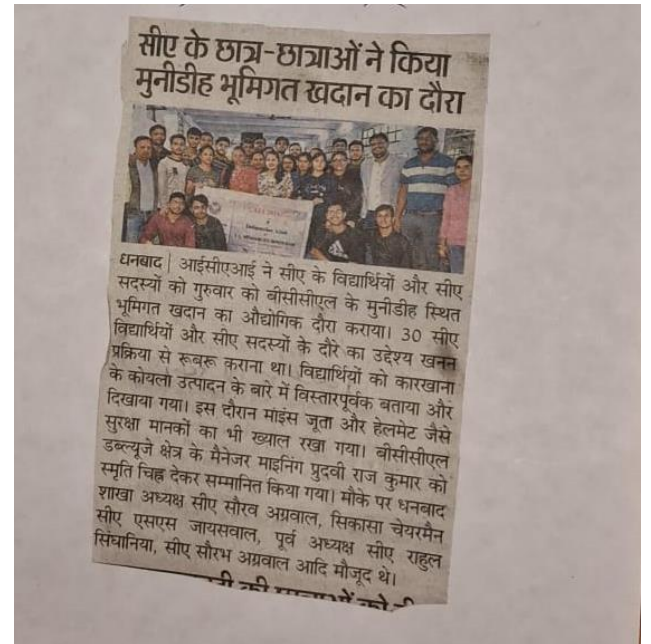 सीए के छात्र-छात्राओं ने किया
मुनीडीह भूमिगत खदान का दौरा
धनबाद | आईसीएआई ने सीए के विद्यार्थियों और सीए
सदस्यों को गुरुवार को बीसीसीएल के मुनीडीह स्थित
भूमिगत खदान का औद्योगिक दौरा कराया। 30 सीए
विद्यार्थियों और सीए सदस्यों के दौरे का उद्देश्य खनन
प्रक्रिया से रूबरू कराना था। विद्यार्थियों को कारखाना
के कोयला उत्पादन के बारे में विस्तारपूर्वक बताया और
दिखाया गया। इस दौरान माइंस जूता और हेलमेट जैसे
सुरक्षा मानकों का भी ख्याल रखा गया। बीसीसीएल
डब्ल्यूजे क्षेत्र के मैनेजर माइनिंग प्रुदवी राज कुमार को
स्मृति चिह्न देकर सम्मानित किया गया। मौके पर धनबाद
शाखा अध्यक्ष सीए सौरव अग्रवाल, सिकासा चेयरमैन
सीए एसएस जायसवाल, पूर्व अध्यक्ष सीए राहुल
सिंघानिया, सीए सौरभ अग्रवाल आदि मौजूद थे।